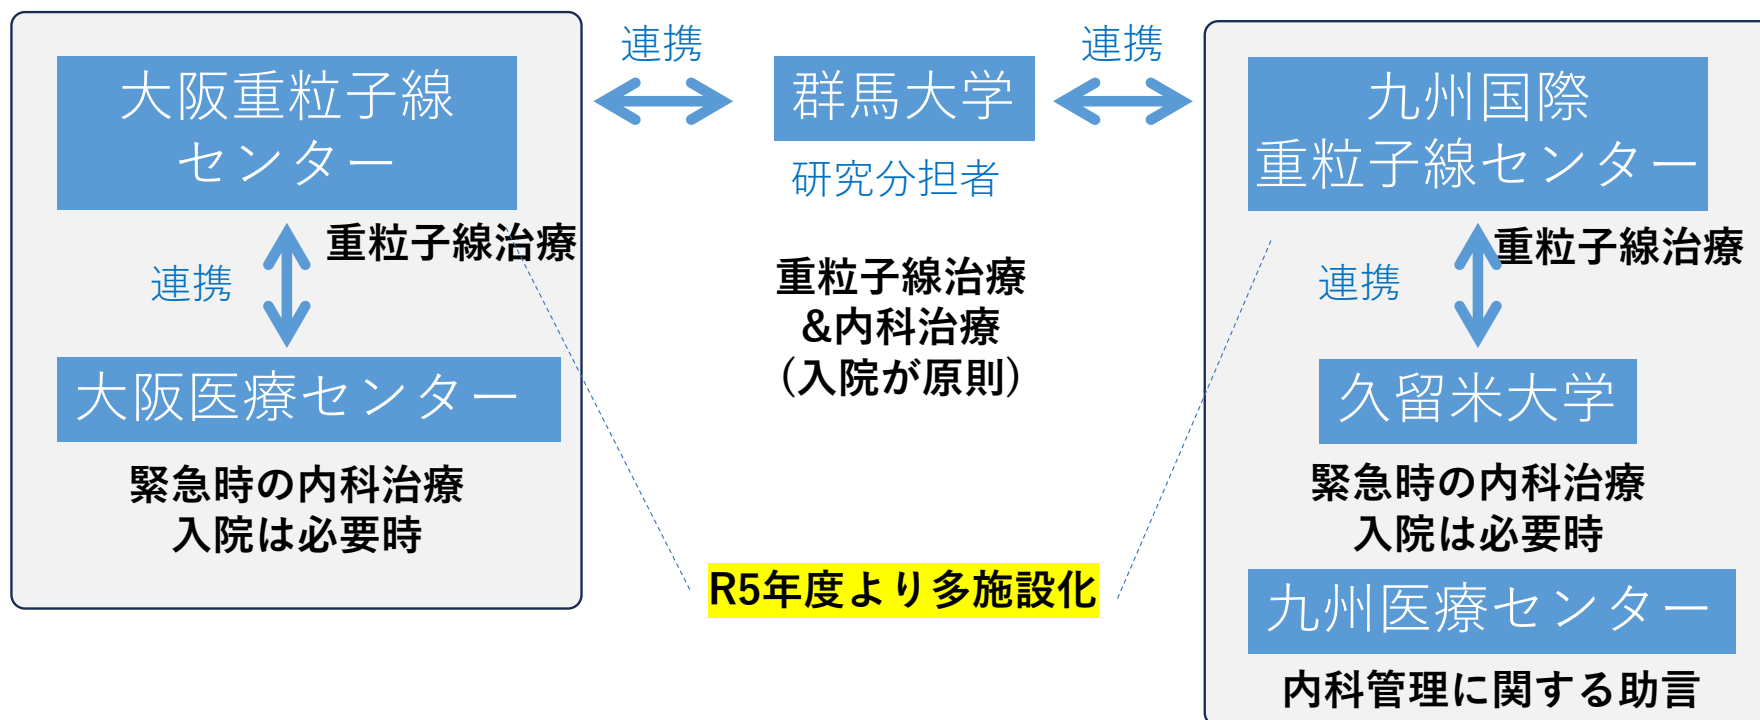 大阪重粒子線
センター
重粒子線治療
連携
大阪医療センター
緊急時の内科治療
入院は必要時
連携
群馬大学
研究分担者
重粒子線治療
&内科治療
（入院が原則）
R5年度より多施設化
連携
九州国際
重粒子線センター
重粒子線治療
連携
久留米大学
緊急時の内科治療
入院は必要時
九州医療センター
内科管理に関する助言